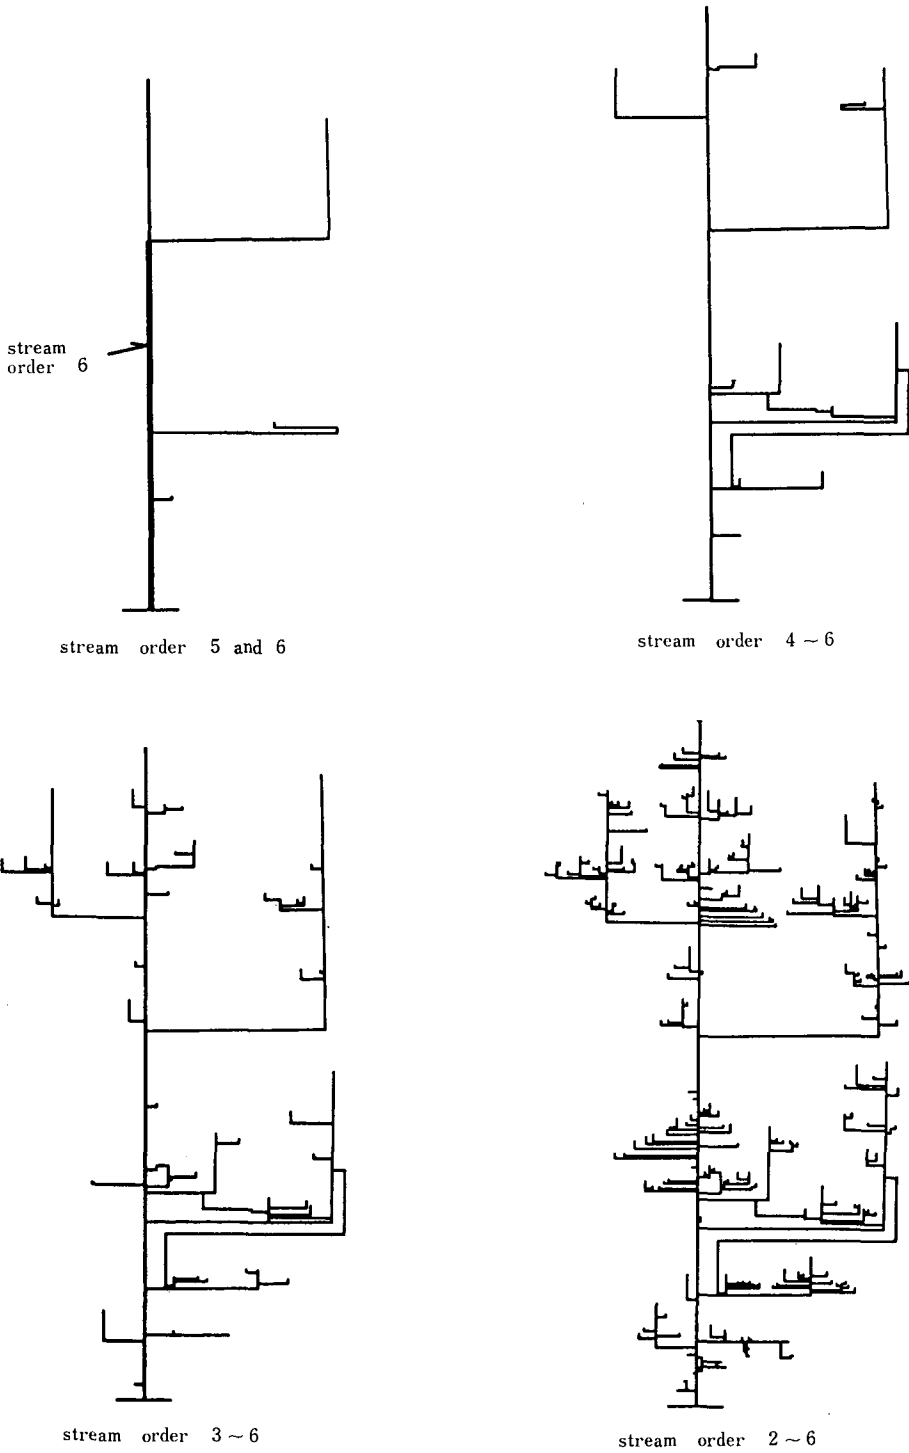 stream
order 6
stream order 5 and 6
stream order 4 ~ 6
stream order 3 ~ 6
stream order 2 ~ 6